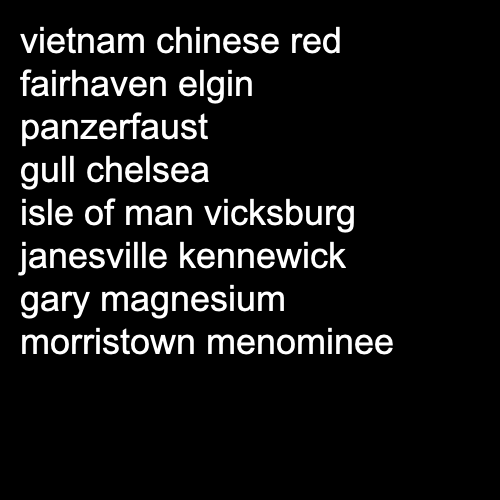 vietnam chinese red
fairhaven elgin
panzerfaust
gull chelsea
isle of man vicksburg
janesville kennewick
gary magnesium
morristown menominee